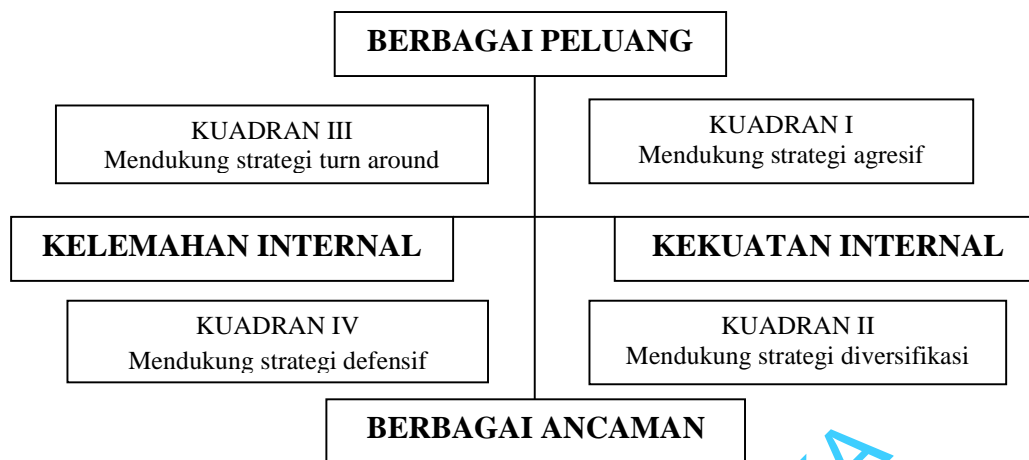 BERBAGAI PELUANG
KUADRAN III
Mendukung strategi turn around
KUADRAN I
Mendukung strategi agresif
KELEMAHAN INTERNAL
KEKUATAN INTERNAL
KUADRAN IV
Mendukung strategi defensif
KUADRAN II
Mendukung strategi diversifikasi
BERBAGAI ANCAMAN